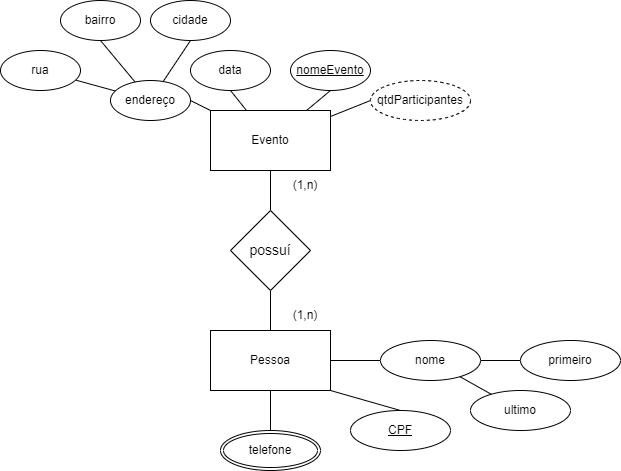 bairro
cidade
rua
data
nomeEvento
endereço
qtdParticipantes
Evento
(1,n)
possuí
(1,n)
Pessoa
nome
primeiro
ultimo
CPF
telefone